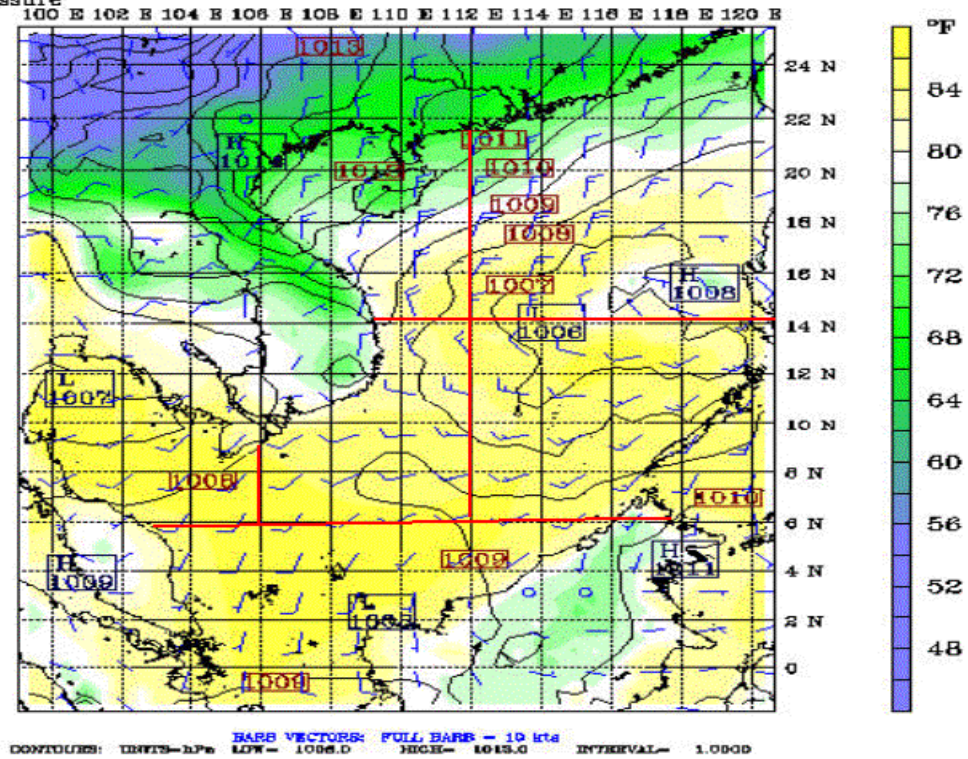 ssure
100 E 102 E 104 E 106 E 108 E 110 E 112 E 114 E 116 E 118 E 120 E
°F
1013
24 N
84
22 N
H
1011
80
1010
20 N
1009
76
18 N
1008
16 N
H
1008
72
1007
1006
14 N
68
L
1007
12 N
64
10 N
60
1008
8 N
1010
6 N
56
H
1009
1009
H
1011
4 N
52
L
2 N
48
0
1009
BARB VECTORS: FULL BARB = 10 kts
CONTOURS: UNITS=hPa LOW= 1006.0 HIGH= 1013.0 INTERVAL= 1.0000